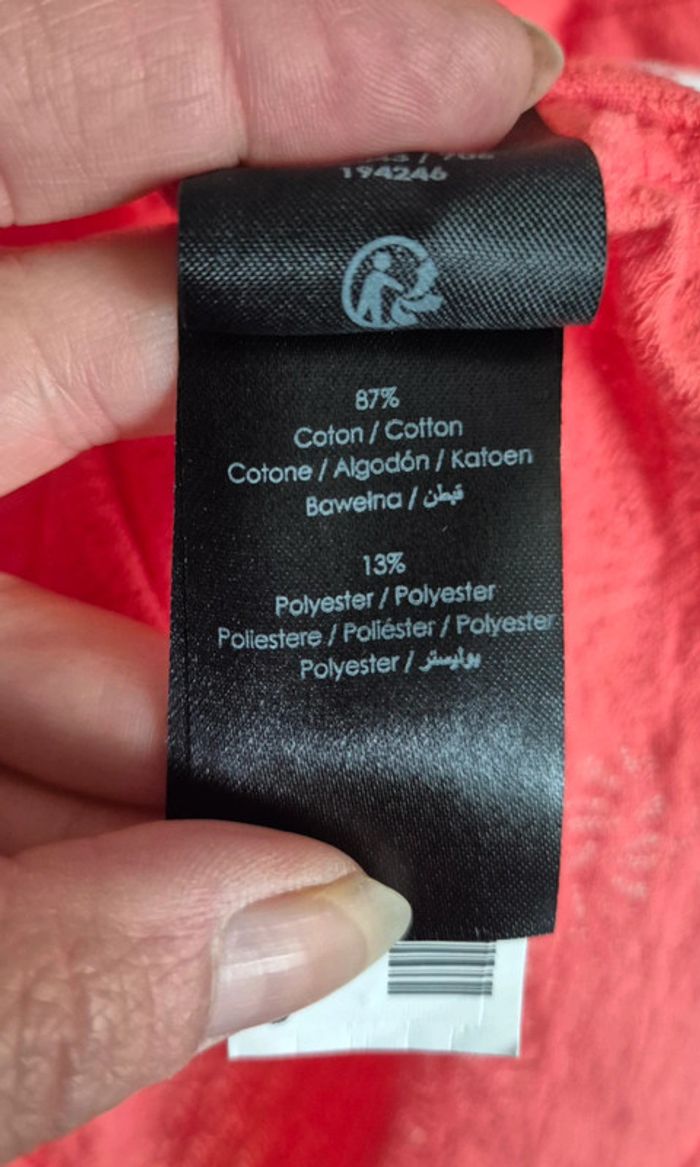 194246
87%
Coton / Cotton
Cotone / Algodón / Katoen
Bawełna / قطن
13%
Polyester / Polyester
Poliestere / Poliéster / Polyester
Polyester / بوليستر